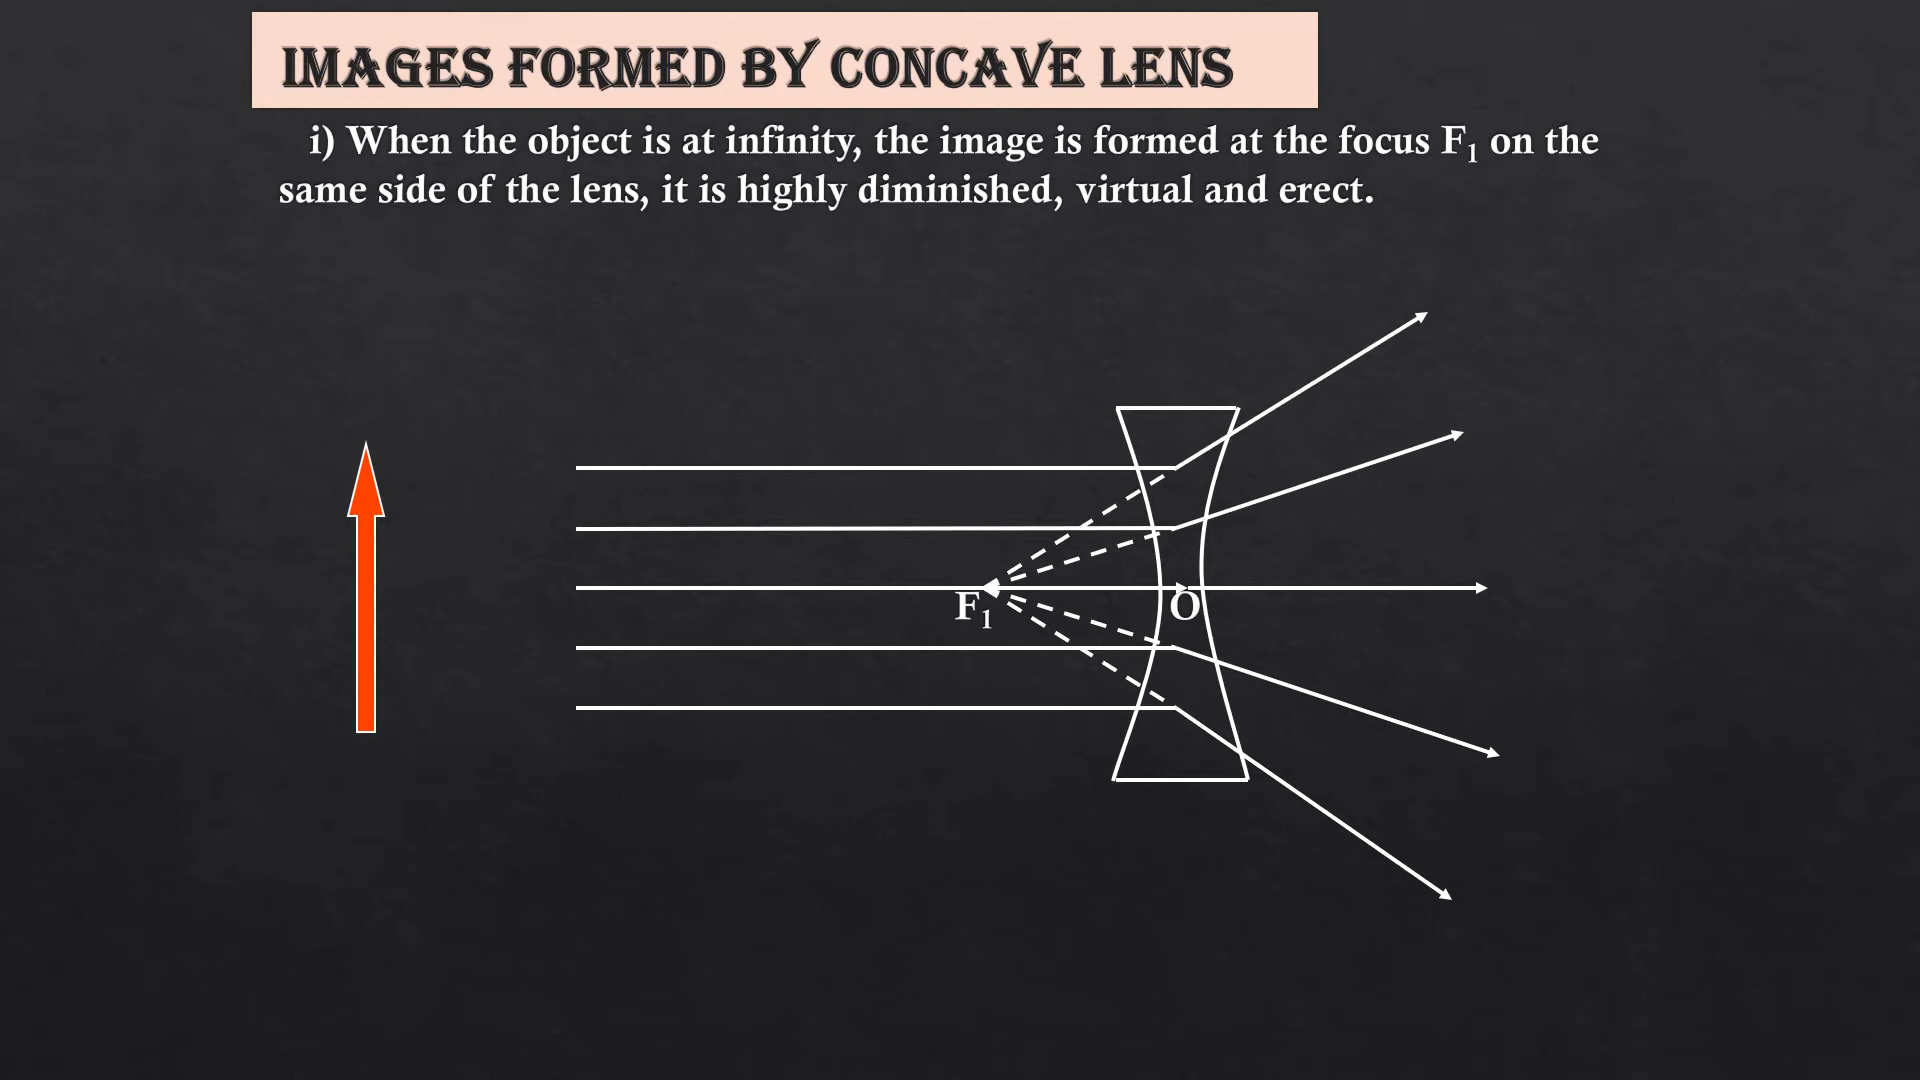 IMAGES FORMED BY CONCAVE LENS
i) When the object is at infinity, the image is formed at the focus F₁ on the
same side of the lens, it is highly diminished, virtual and erect.
F₁
O